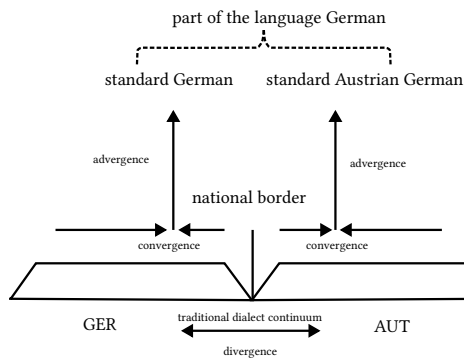 part of the language German
standard German
standard Austrian German
advergence
advergence
national border
convergence
convergence
traditional dialect continuum
GER
AUT
divergence